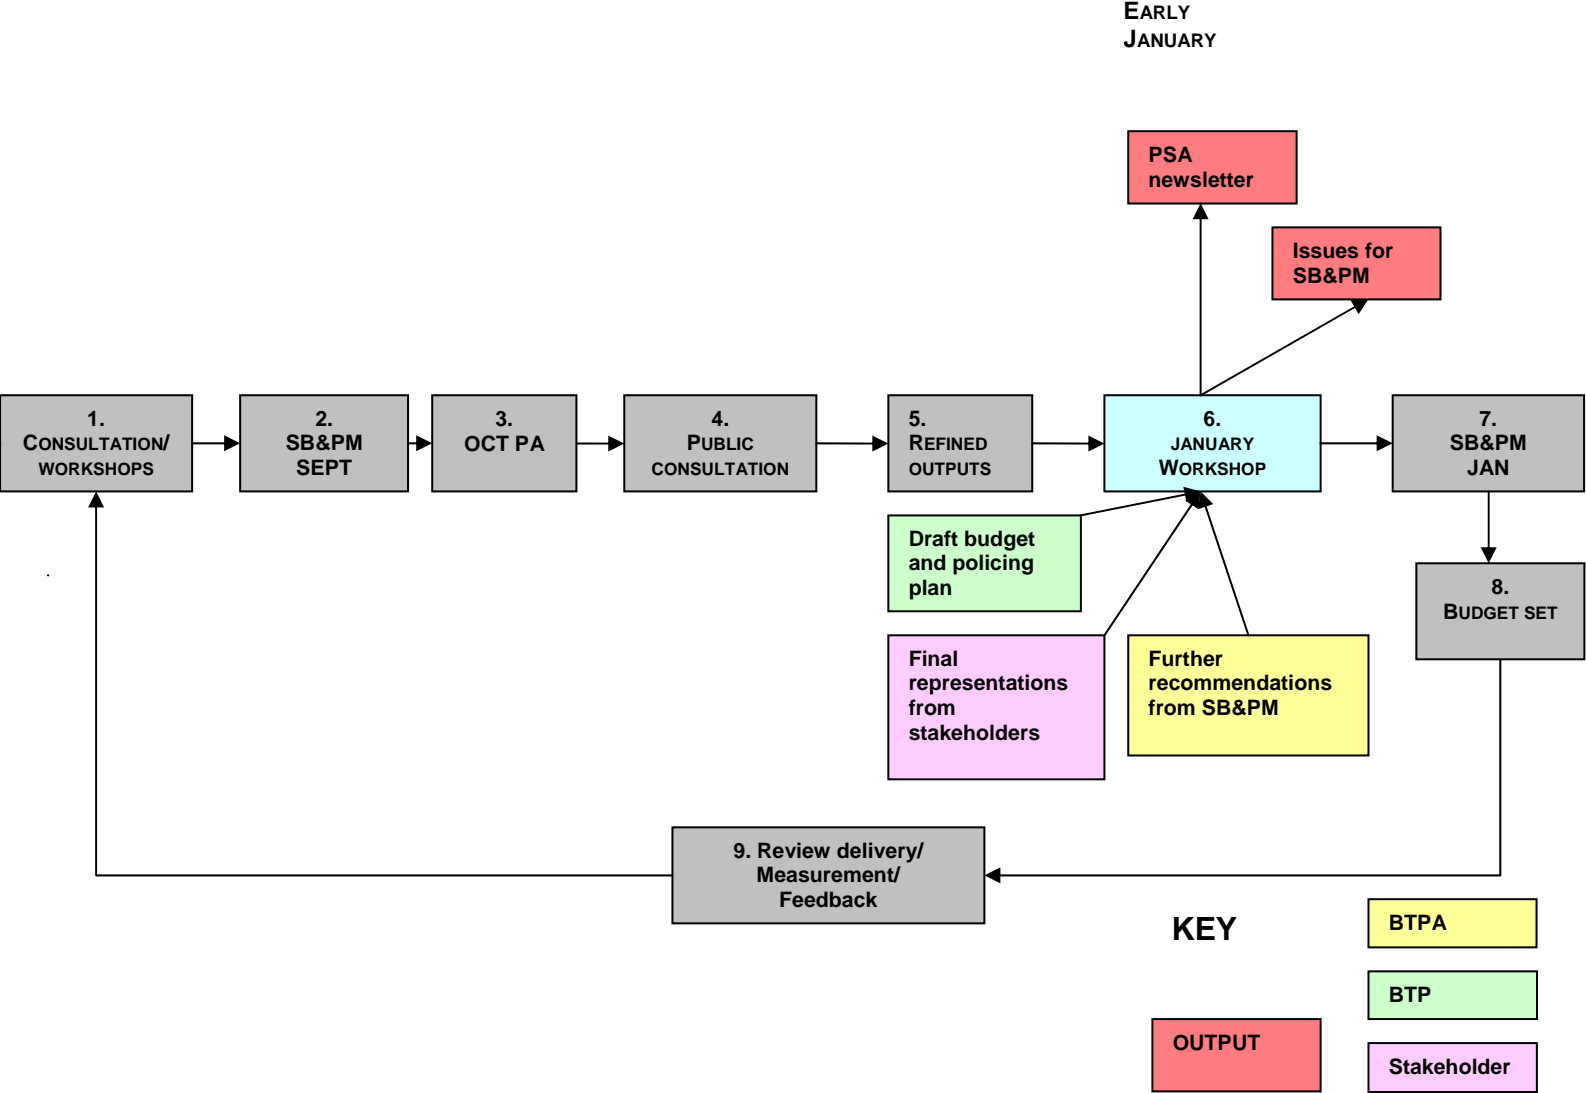 EARLY
JANUARY
PSA
newsletter
Issues for
SB&PM
1.
CONSULTATION/
WORKSHOPS
2.
SB&PM
SEPT
3.
OCT PA
4.
PUBLIC
CONSULTATION
5.
REFINED
OUTPUTS
6.
JANUARY
WORKSHOP
7.
SB&PM
JAN
Draft budget
and policing
plan
8.
BUDGET SET
Final
representations
from
stakeholders
Further
recommendations
from SB&PM
9. Review delivery/
Measurement/
Feedback
KEY
BTPA
BTP
OUTPUT
Stakeholder